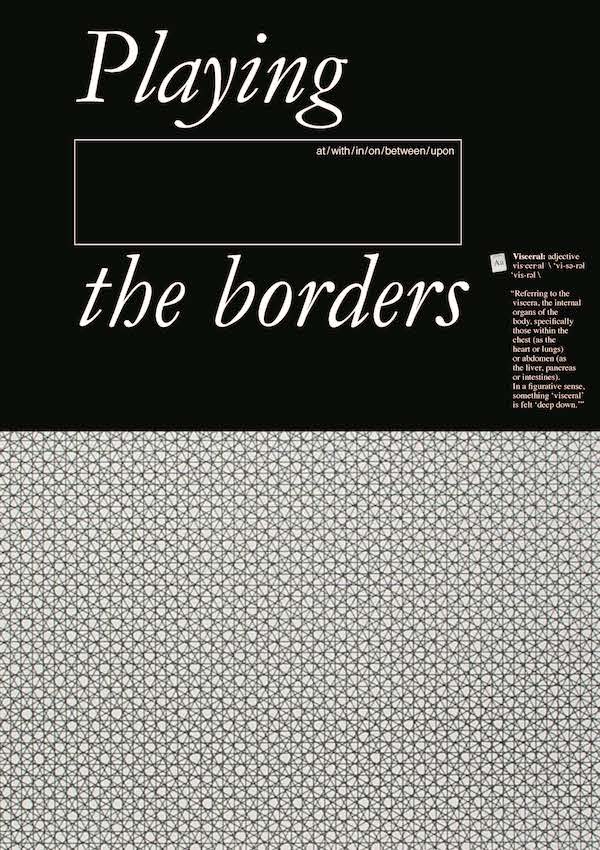 Playing
at/with/in/on/between/upon
the borders
Aa
Visceral: adjective
vis·cer·al \ ˈvi-sə-rəl
ˈvis-rəl \
“Referring to the
viscera, the internal
organs of the
body, specifically
those within the
chest (as the
heart or lungs)
or abdomen (as
the liver, pancreas
or intestines).
In a figurative sense,
something ‘visceral’
is felt ‘deep down.’”